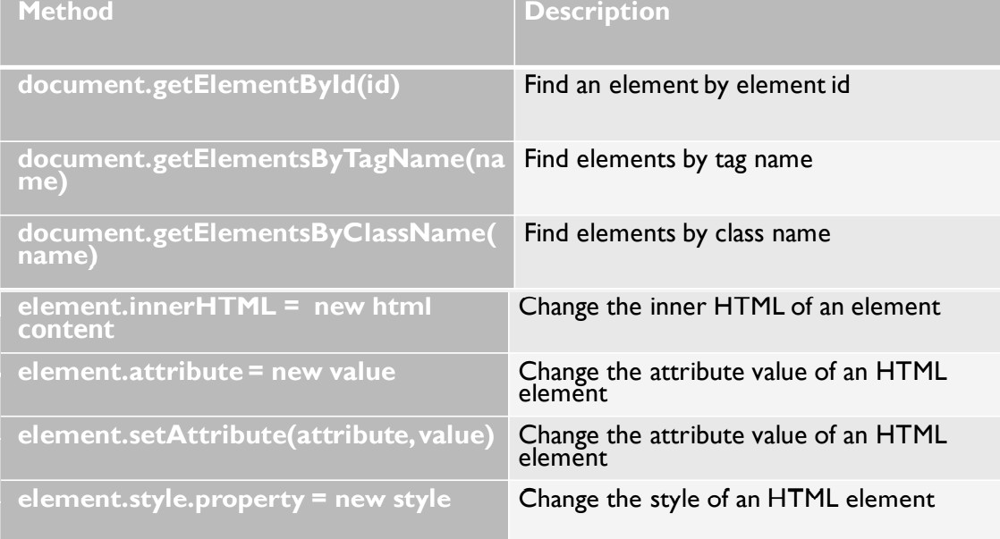 Method Description
document.getElementById(id) Find an element by element id
document.getElementsByTagName(na Find elements by tag name
me)
document.getElementsByClassName( Find elements by class name
name)
element.innerHTML = new html Change the inner HTML of an element
content
element.attribute = new value Change the attribute value of an HTML
element
element.setAttribute(attribute, value) Change the attribute value of an HTML
element
element.style.property = new style Change the style of an HTML element